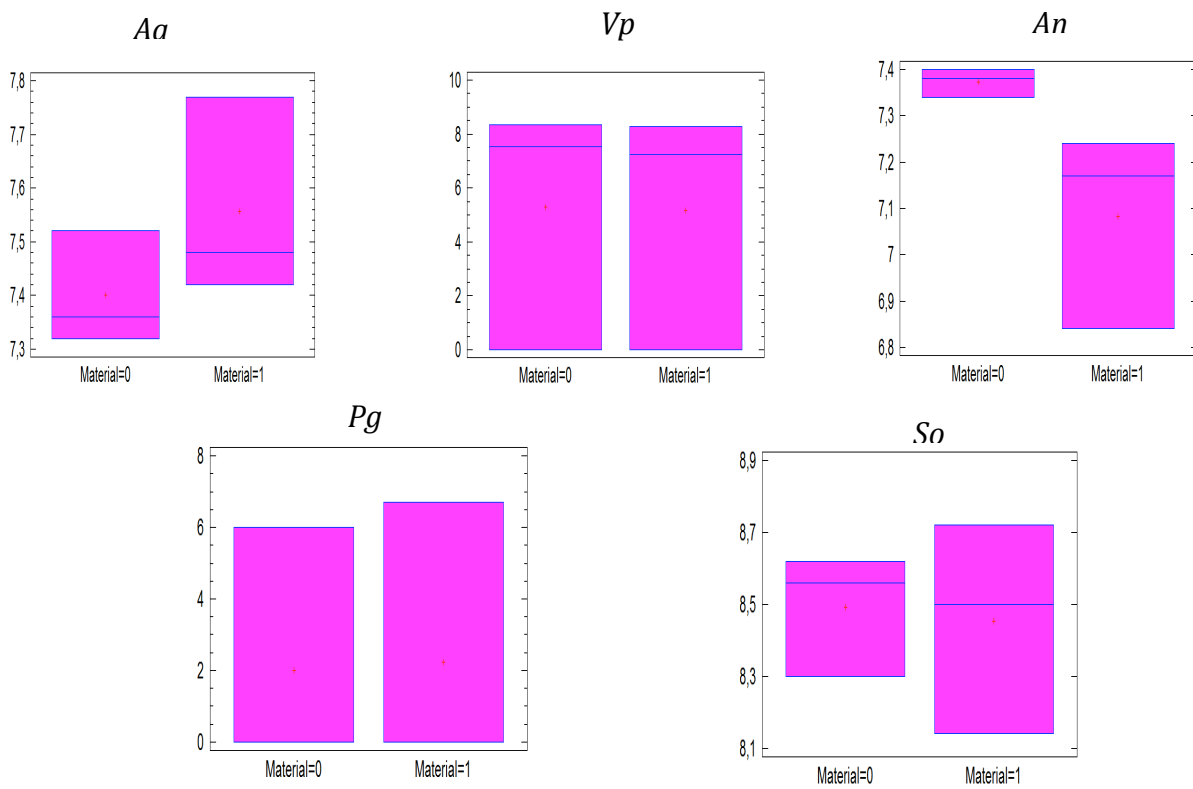 Aa
7,8
7,7
7,6
7,5
7,4
7,3
Material=0 Material=1
Vp
10
8
6
4
2
0
Material=0 Material=1
An
7,4
7,3
7,2
7,1
7
6,9
6,8
Material=0 Material=1
Pg
8
6
4
2
0
Material=0 Material=1
So
8,9
8,7
8,5
8,3
8,1
Material=0 Material=1